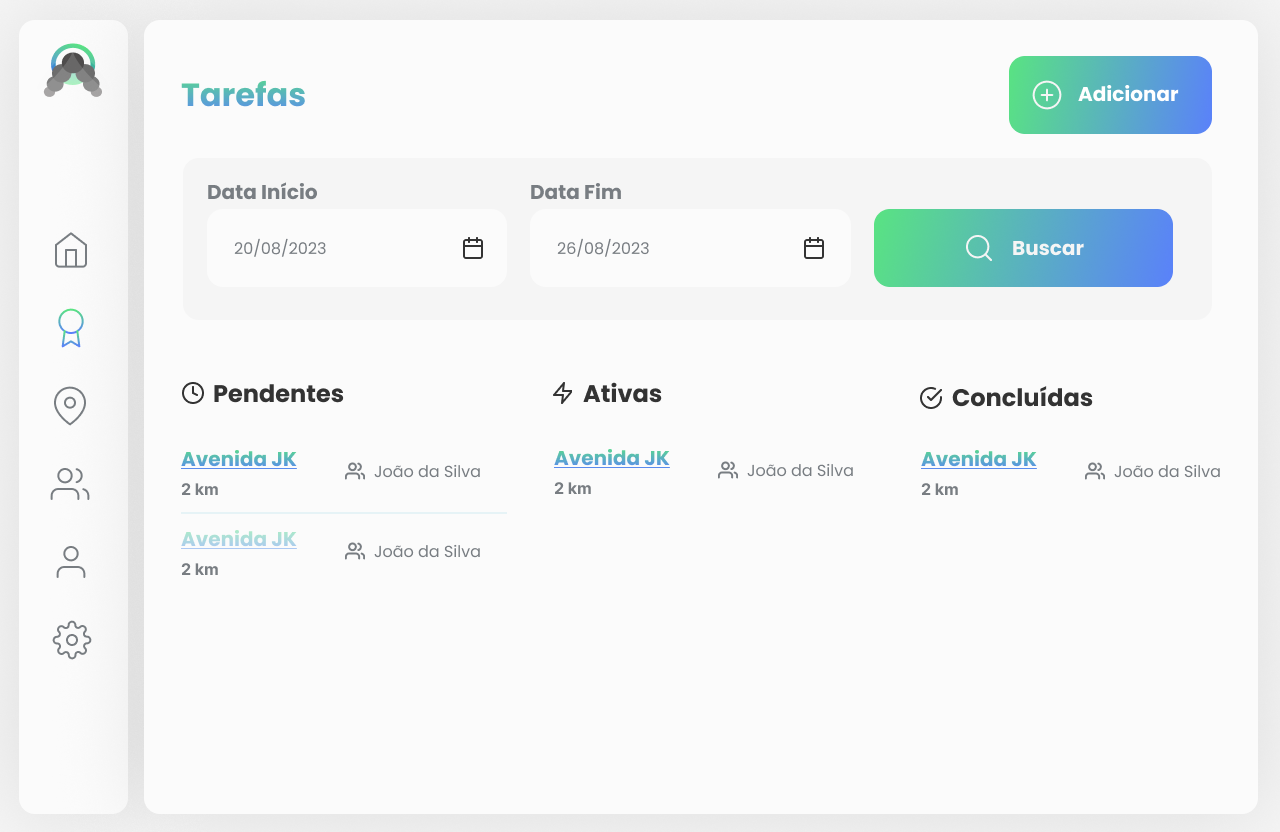 Tarefas
Adicionar
Data Início
Data Fim
20/08/2023
26/08/2023
Buscar
Pendentes
Avenida JK
João da Silva
2 km
Avenida JK
João da Silva
2 km
Ativas
Avenida JK
João da Silva
2 km
Concluídas
Avenida JK
João da Silva
2 km